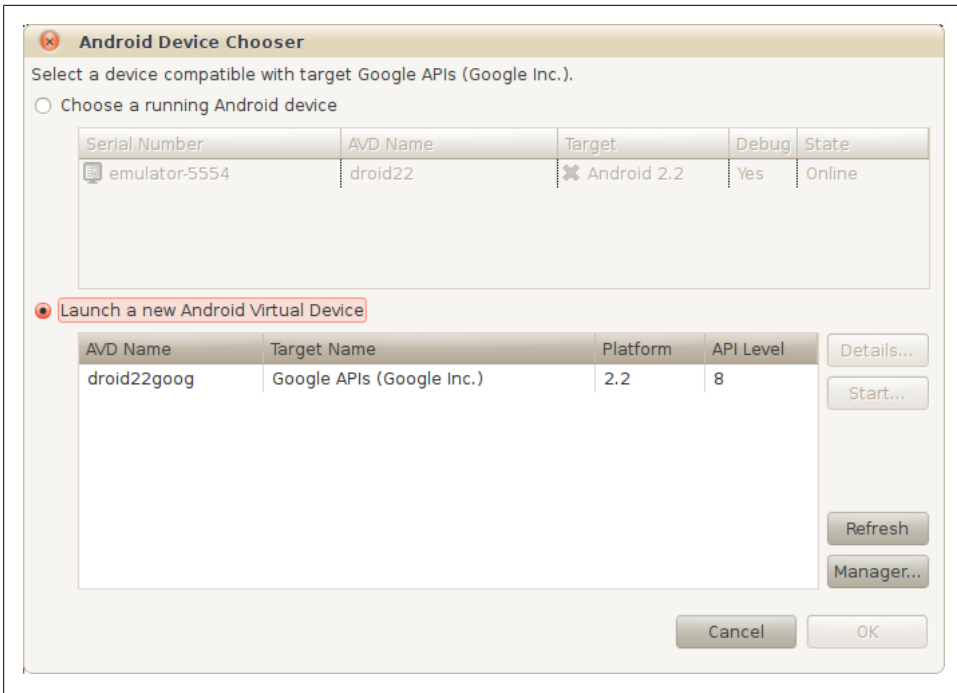 Android Device Chooser
Select a device compatible with target Google APIs (Google Inc.).
Choose a running Android device
Serial Number AVD Name Target Debug State
emulator-5554 droid22 Android 2.2 Yes Online
Launch a new Android Virtual Device
AVD Name Target Name Platform API Level
Details...
droid22goog Google APIs (Google Inc.) 2.2 8
Start...
Refresh
Manager...
Cancel OK